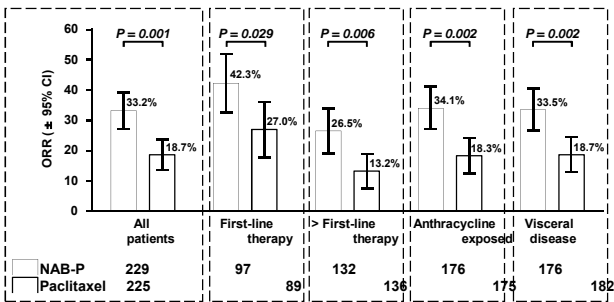 P = 0.001 P = 0.029 P = 0.006 P = 0.002 P = 0.002
ORR ( ± 95% CI)
60
50
40
30
20
10
0
33.2% 18.7%
42.3% 27.0%
26.5% 13.2%
34.1% 18.3%
33.5% 18.7%
All patients
First-line therapy
> First-line therapy
Anthracycline exposed
Visceral disease
NAB-P 229 97 132 176 176
Paclitaxel 225 89 136 175 182